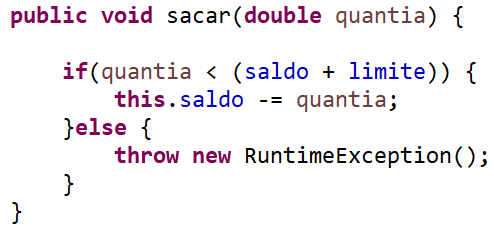 public void sacar(double quantia) {
if(quantia < (saldo + limite)) {
this.saldo -= quantia;
}else {
throw new RuntimeException();
}
}